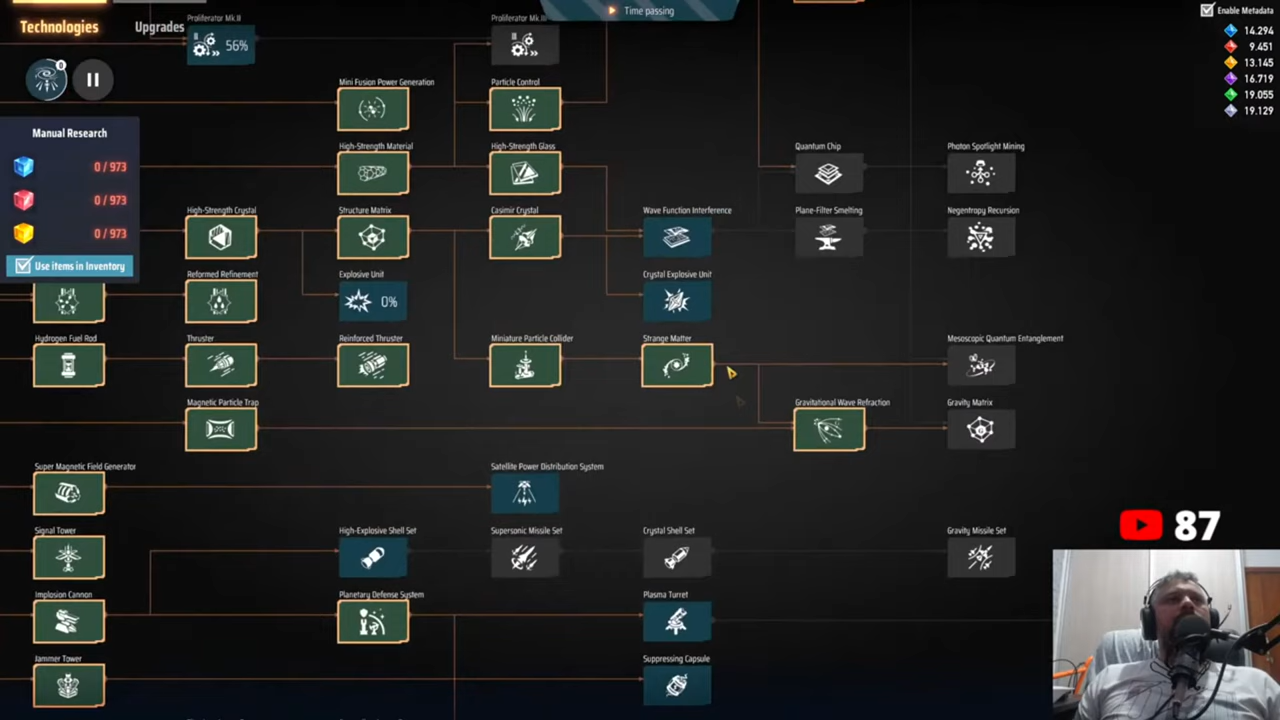 Technologies
Upgrades
Proliferator Mk.II
56%
Proliferator Mk.III
Time passing
Enable Metadata
14.294
9.451
13.145
16.719
19.055
19.129
Manual Research
0 / 973
0 / 973
0 / 973
Use items in Inventory
Mini Fusion Power Generation
Particle Control
High-Strength Material
High-Strength Glass
Quantum Chip
Photon Spotlight Mining
High-Strength Crystal
Structure Matrix
Casimir Crystal
Wave Function Interference
Plane-Filter Smelting
Negentropy Recursion
Reformed Refinement
Explosive Unit
0%
Crystal Explosive Unit
Hydrogen Fuel Rod
Thruster
Reinforced Thruster
Miniature Particle Collider
Strange Matter
Mesoscopic Quantum Entanglement
Magnetic Particle Trap
Gravitational Wave Refraction
Gravity Matrix
Super Magnetic Field Generator
Satellite Power Distribution System
Signal Tower
High-Explosive Shell Set
Supersonic Missile Set
Crystal Shell Set
Gravity Missile Set
87
Implosion Cannon
Planetary Defense System
Plasma Turret
Jammer Tower
Suppressing Capsule